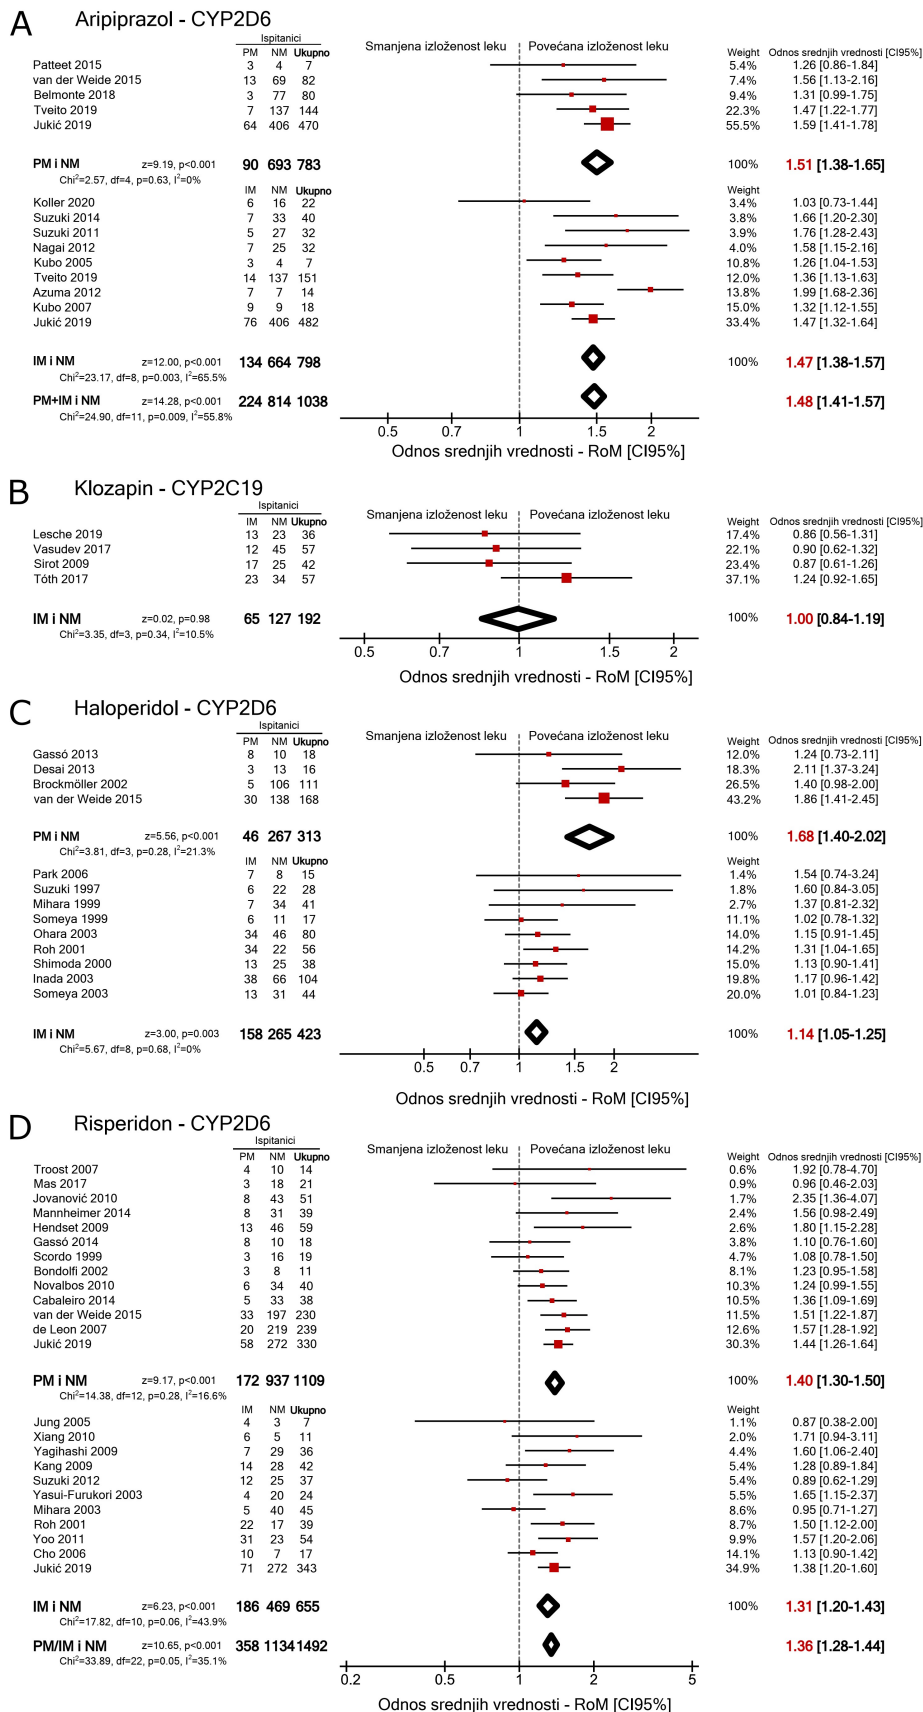 A Aripiprazol - CYP2D6
Ispitanici
PM NM Ukupno Smanjena izloženost leku Povećana izloženost leku Weight Odnos srednjih vrednosti [CI95%]
Patteet 2015 3 4 7 5.4% 1.26 [0.86-1.84]
van der Weide 2015 13 69 82 7.4% 1.56 [1.13-2.16]
Belmonte 2018 3 77 80 9.4% 1.31 [0.99-1.75]
Tveito 2019 7 137 144 22.3% 1.47 [1.22-1.77]
Jukić 2019 64 406 470 55.5% 1.59 [1.41-1.78]
PM i NM z=9.19, p<0.001 90 693 783 100% 1.51 [1.38-1.65]
Chi²=2.57, df=4, p=0.63, I²=0%
IM NM Ukupno Weight
Koller 2020 6 16 22 3.4% 1.03 [0.73-1.44]
Suzuki 2014 7 33 40 3.8% 1.66 [1.20-2.30]
Suzuki 2011 5 27 32 3.9% 1.76 [1.28-2.43]
Nagai 2012 7 25 32 4.0% 1.58 [1.15-2.16]
Kubo 2005 3 4 7 10.8% 1.26 [1.04-1.53]
Tveito 2019 14 137 151 12.0% 1.36 [1.13-1.63]
Azuma 2012 7 7 14 13.8% 1.99 [1.68-2.36]
Kubo 2007 9 9 18 15.0% 1.32 [1.12-1.55]
Jukić 2019 76 406 482 33.4% 1.47 [1.32-1.64]
IM i NM z=12.00, p<0.001 134 664 798 100% 1.47 [1.38-1.57]
Chi²=23.17, df=8, p=0.003, I²=65.5%
PM+IM i NM z=14.28, p<0.001 224 814 1038 1.48 [1.41-1.57]
Chi²=24.90, df=11, p=0.009, I²=55.8%
0.5 0.7 1 1.5 2
Odnos srednjih vrednosti - RoM [CI95%]
B Klozapin - CYP2C19
Ispitanici
IM NM Ukupno Smanjena izloženost leku Povećana izloženost leku Weight Odnos srednjih vrednosti [CI95%]
Lesche 2019 13 23 36 17.4% 0.86 [0.56-1.31]
Vasudev 2017 12 45 57 22.1% 0.90 [0.62-1.32]
Sirot 2009 17 25 42 23.4% 0.87 [0.61-1.26]
Tóth 2017 23 34 57 37.1% 1.24 [0.92-1.65]
IM i NM z=0.02, p=0.98 65 127 192 100% 1.00 [0.84-1.19]
Chi²=3.35, df=3, p=0.34, I²=10.5%
0.5 0.7 1 1.5 2
Odnos srednjih vrednosti - RoM [CI95%]
C Haloperidol - CYP2D6
Ispitanici
PM NM Ukupno Smanjena izloženost leku Povećana izloženost leku Weight Odnos srednjih vrednosti [CI95%]
Gassó 2013 8 10 18 12.0% 1.24 [0.73-2.11]
Desai 2013 3 13 16 18.3% 2.11 [1.37-3.24]
Brockmöller 2002 5 106 111 26.5% 1.40 [0.98-2.00]
van der Weide 2015 30 138 168 43.2% 1.86 [1.41-2.45]
PM i NM z=5.56, p<0.001 46 267 313 100% 1.68 [1.40-2.02]
Chi²=3.81, df=3, p=0.28, I²=21.3%
IM NM Ukupno Weight
Park 2006 7 8 15 1.4% 1.54 [0.74-3.24]
Suzuki 1997 6 22 28 1.8% 1.60 [0.84-3.05]
Mihara 1999 7 34 41 2.7% 1.37 [0.81-2.32]
Someya 1999 6 11 17 11.1% 1.02 [0.78-1.32]
Ohara 2003 34 46 80 14.0% 1.15 [0.91-1.45]
Roh 2001 34 22 56 14.2% 1.31 [1.04-1.65]
Shimoda 2000 13 25 38 15.0% 1.13 [0.90-1.41]
Inada 2003 38 66 104 19.8% 1.17 [0.96-1.42]
Someya 2003 13 31 44 20.0% 1.01 [0.84-1.23]
IM i NM z=3.00, p=0.003 158 265 423 100% 1.14 [1.05-1.25]
Chi²=5.67, df=8, p=0.68, I²=0%
0.5 0.7 1 1.5 2
Odnos srednjih vrednosti - RoM [CI95%]
D Risperidon - CYP2D6
Ispitanici
PM NM Ukupno Smanjena izloženost leku Povećana izloženost leku Weight Odnos srednjih vrednosti [CI95%]
Troost 2007 4 10 14 0.6% 1.92 [0.78-4.70]
Mas 2017 3 18 21 0.9% 0.96 [0.46-2.03]
Jovanović 2010 8 43 51 1.7% 2.35 [1.36-4.07]
Mannheimer 2014 8 31 39 2.4% 1.56 [0.98-2.49]
Hendset 2009 13 46 59 2.6% 1.80 [1.15-2.28]
Gassó 2014 8 10 18 3.8% 1.10 [0.76-1.60]
Scordo 1999 3 16 19 4.7% 1.08 [0.78-1.50]
Bondolfi 2002 3 8 11 8.1% 1.23 [0.95-1.58]
Novalbos 2010 6 34 40 10.3% 1.24 [0.99-1.55]
Cabaleiro 2014 5 33 38 10.5% 1.36 [1.09-1.69]
van der Weide 2015 33 197 230 11.5% 1.51 [1.22-1.87]
de Leon 2007 20 219 239 12.6% 1.57 [1.28-1.92]
Jukić 2019 58 272 330 30.3% 1.44 [1.26-1.64]
PM i NM z=9.17, p<0.001 172 937 1109 100% 1.40 [1.30-1.50]
Chi²=14.38, df=12, p=0.28, I²=16.6%
IM NM Ukupno Weight
Jung 2005 4 3 7 1.1% 0.87 [0.38-2.00]
Xiang 2010 6 5 11 2.0% 1.71 [0.94-3.11]
Yagihashi 2009 7 29 36 4.4% 1.60 [1.06-2.40]
Kang 2009 14 28 42 5.4% 1.28 [0.89-1.84]
Suzuki 2012 12 25 37 5.4% 0.89 [0.62-1.29]
Yasui-Furukori 2003 4 20 24 5.5% 1.65 [1.15-2.37]
Mihara 2003 5 40 45 8.6% 0.95 [0.71-1.27]
Roh 2001 22 17 39 8.7% 1.50 [1.12-2.00]
Yoo 2011 31 23 54 9.9% 1.57 [1.20-2.06]
Cho 2006 10 7 17 14.1% 1.13 [0.90-1.42]
Jukić 2019 71 272 343 34.9% 1.38 [1.20-1.60]
IM i NM z=6.23, p<0.001 186 469 655 100% 1.31 [1.20-1.43]
Chi²=17.82, df=10, p=0.06, I²=43.9%
PM/IM i NM z=10.65, p<0.001 358 1134 1492 1.36 [1.28-1.44]
Chi²=33.89, df=22, p=0.05, I²=35.1%
0.2 0.5 1 2 5
Odnos srednjih vrednosti - RoM [CI95%]